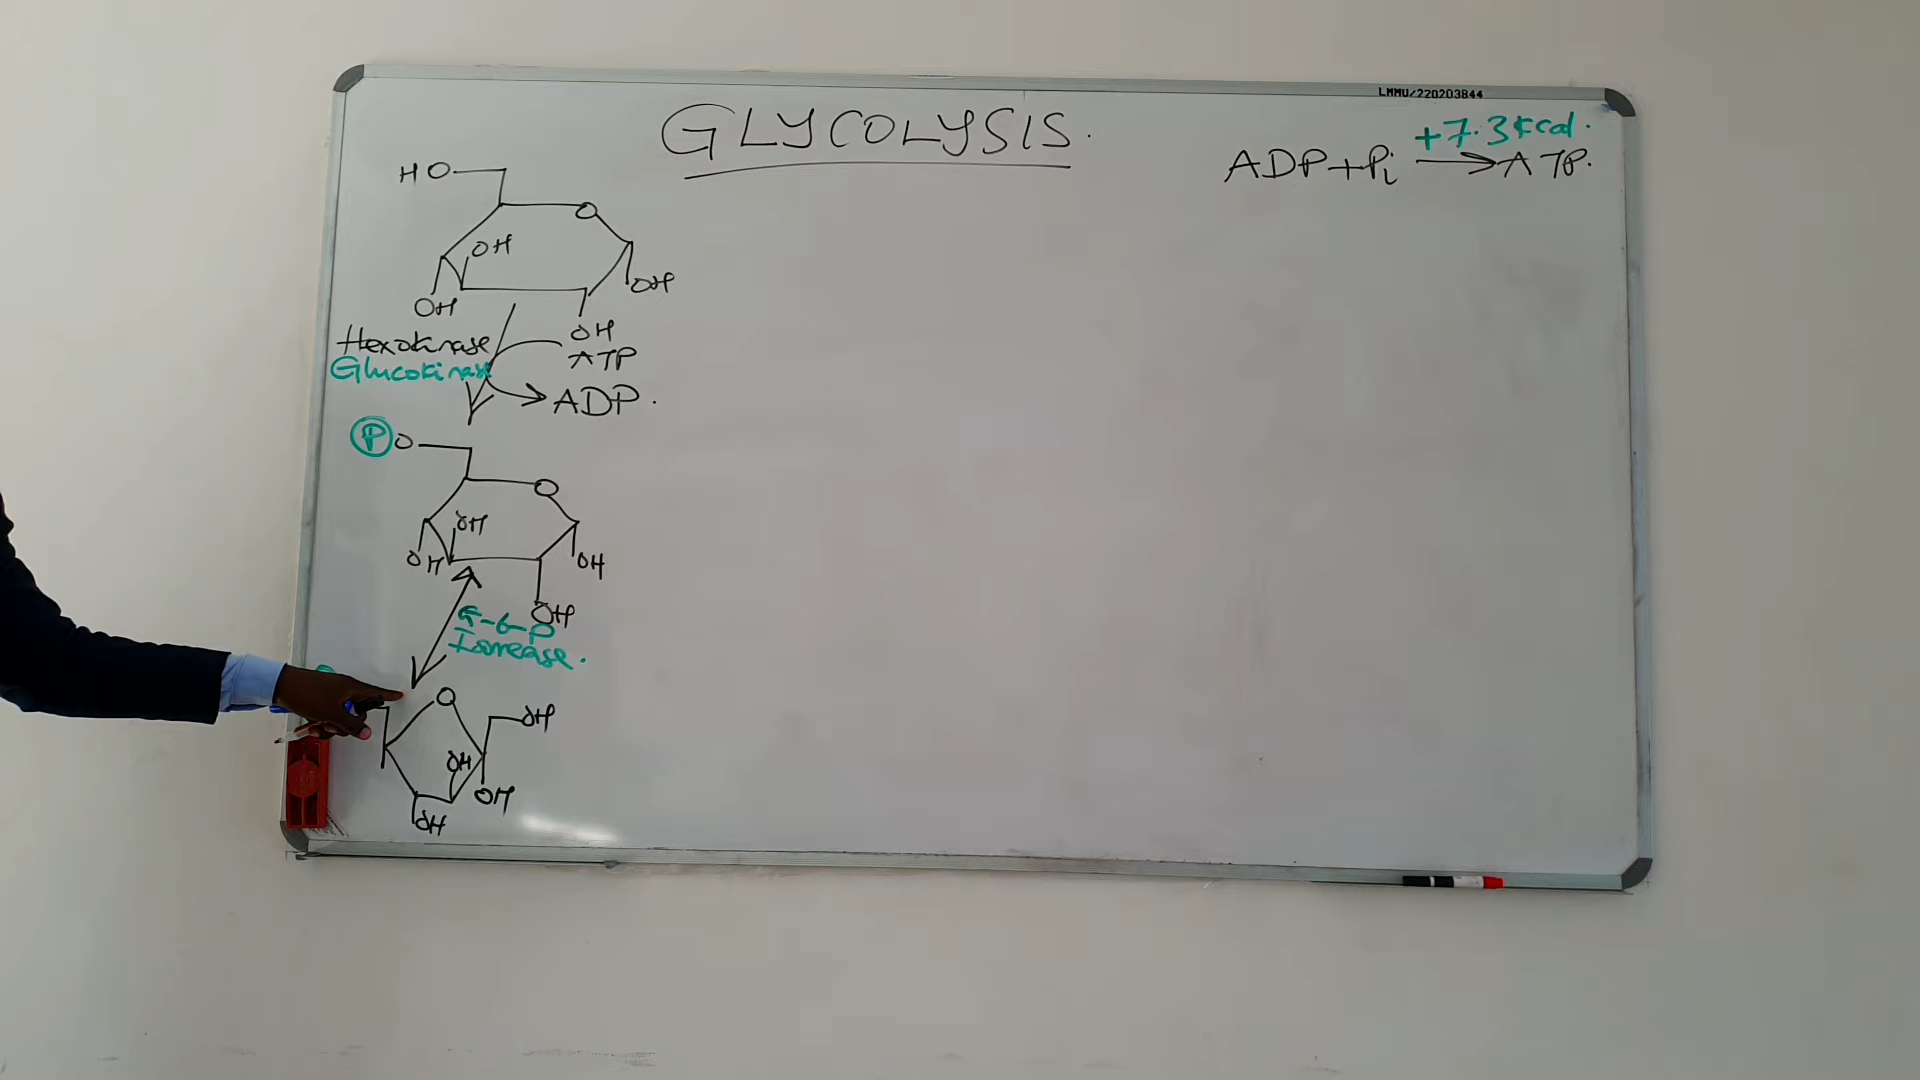 GLYCOLYSIS.
LMMU/220203844
+7.3 kcal.
ADP+Pi → ATP.
HO
O
OH
OH
OH
OH
Hexokinase
Glucokinase
ATP
ADP.
P O
O
OH
OH
OH
OH
G-6-P
Isomerase.
O
OH
OH
OH
OH